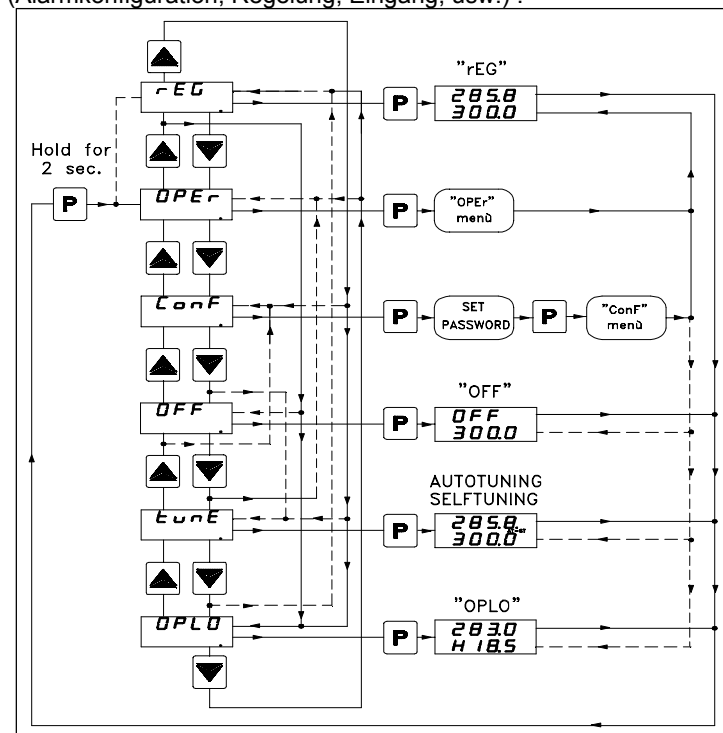 (Alarmkonfiguration, Regelung, Eingang, usw.) :
rEG
"rEG"
P
285.8
300.0
Hold for
2 sec.
P
OPEr
P
"OPEr"
menù
ConF
P
SET
PASSWORD
P
"ConF"
menù
OFF
"OFF"
P
OFF
300.0
AUTOTUNING
SELFTUNING
tunE
P
285.8
300.0
"OPLO"
OPLO
P
283.0
H 18.5